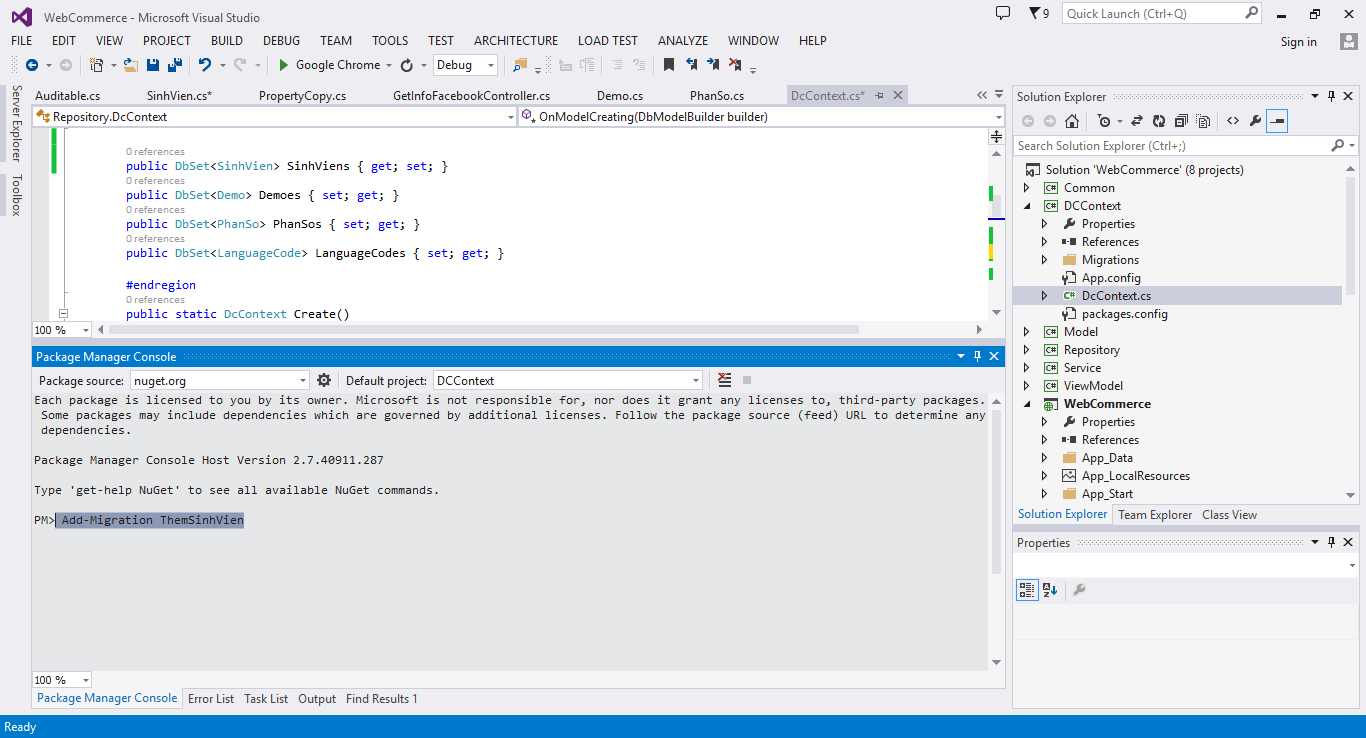 WebCommerce - Microsoft Visual Studio
9
Quick Launch (Ctrl+Q)
FILE EDIT VIEW PROJECT BUILD DEBUG TEAM TOOLS TEST ARCHITECTURE LOAD TEST ANALYZE WINDOW HELP
Sign in
Google Chrome
Debug
Server Explorer
Toolbox
Auditable.cs SinhVien.cs* PropertyCopy.cs GetInfoFacebookController.cs Demo.cs PhanSo.cs DcContext.cs*
Repository.DcContext
OnModelCreating(DbModelBuilder builder)
0 references
public DbSet<SinhVien> SinhViens { get; set; }
0 references
public DbSet<Demo> Demoes { set; get; }
0 references
public DbSet<PhanSo> PhanSos { set; get; }
0 references
public DbSet<LanguageCode> LanguageCodes { set; get; }
#endregion
0 references
public static DcContext Create()
100 %
Package Manager Console
Package source: nuget.org
Default project: DCContext
Each package is licensed to you by its owner. Microsoft is not responsible for, nor does it grant any licenses to, third-party packages.
Some packages may include dependencies which are governed by additional licenses. Follow the package source (feed) URL to determine any
dependencies.
Package Manager Console Host Version 2.7.40911.287
Type 'get-help NuGet' to see all available NuGet commands.
PM> Add-Migration ThemSinhVien
100 %
Package Manager Console Error List Task List Output Find Results 1
Solution Explorer
Search Solution Explorer (Ctrl+;)
Solution 'WebCommerce' (8 projects)
C# Common
C# DCContext
Properties
References
Migrations
App.config
C# DcContext.cs
packages.config
C# Model
C# Repository
C# Service
C# ViewModel
WebCommerce
Properties
References
App_Data
App_LocalResources
App_Start
Solution Explorer Team Explorer Class View
Properties
Ready